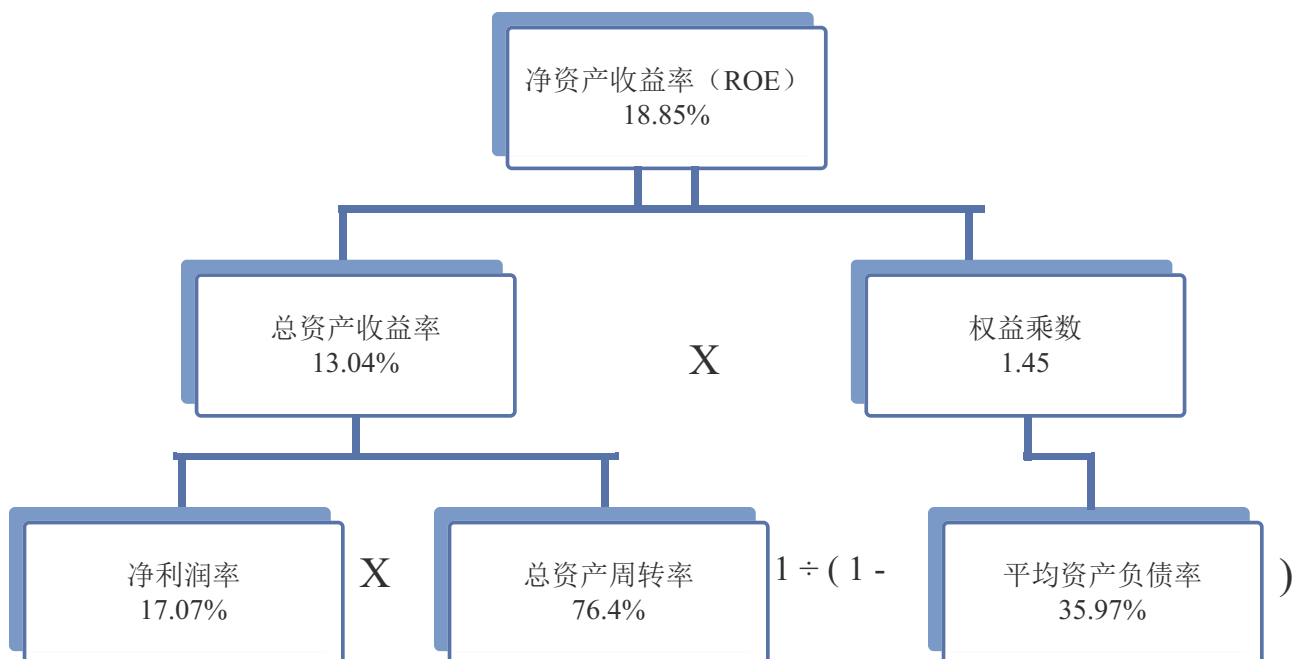 净资产收益率（ROE）
18.85%
总资产收益率
13.04%
X
权益乘数
1.45
净利润率
17.07%
X
总资产周转率
76.4%
1 ÷ ( 1 -
平均资产负债率
35.97%
)